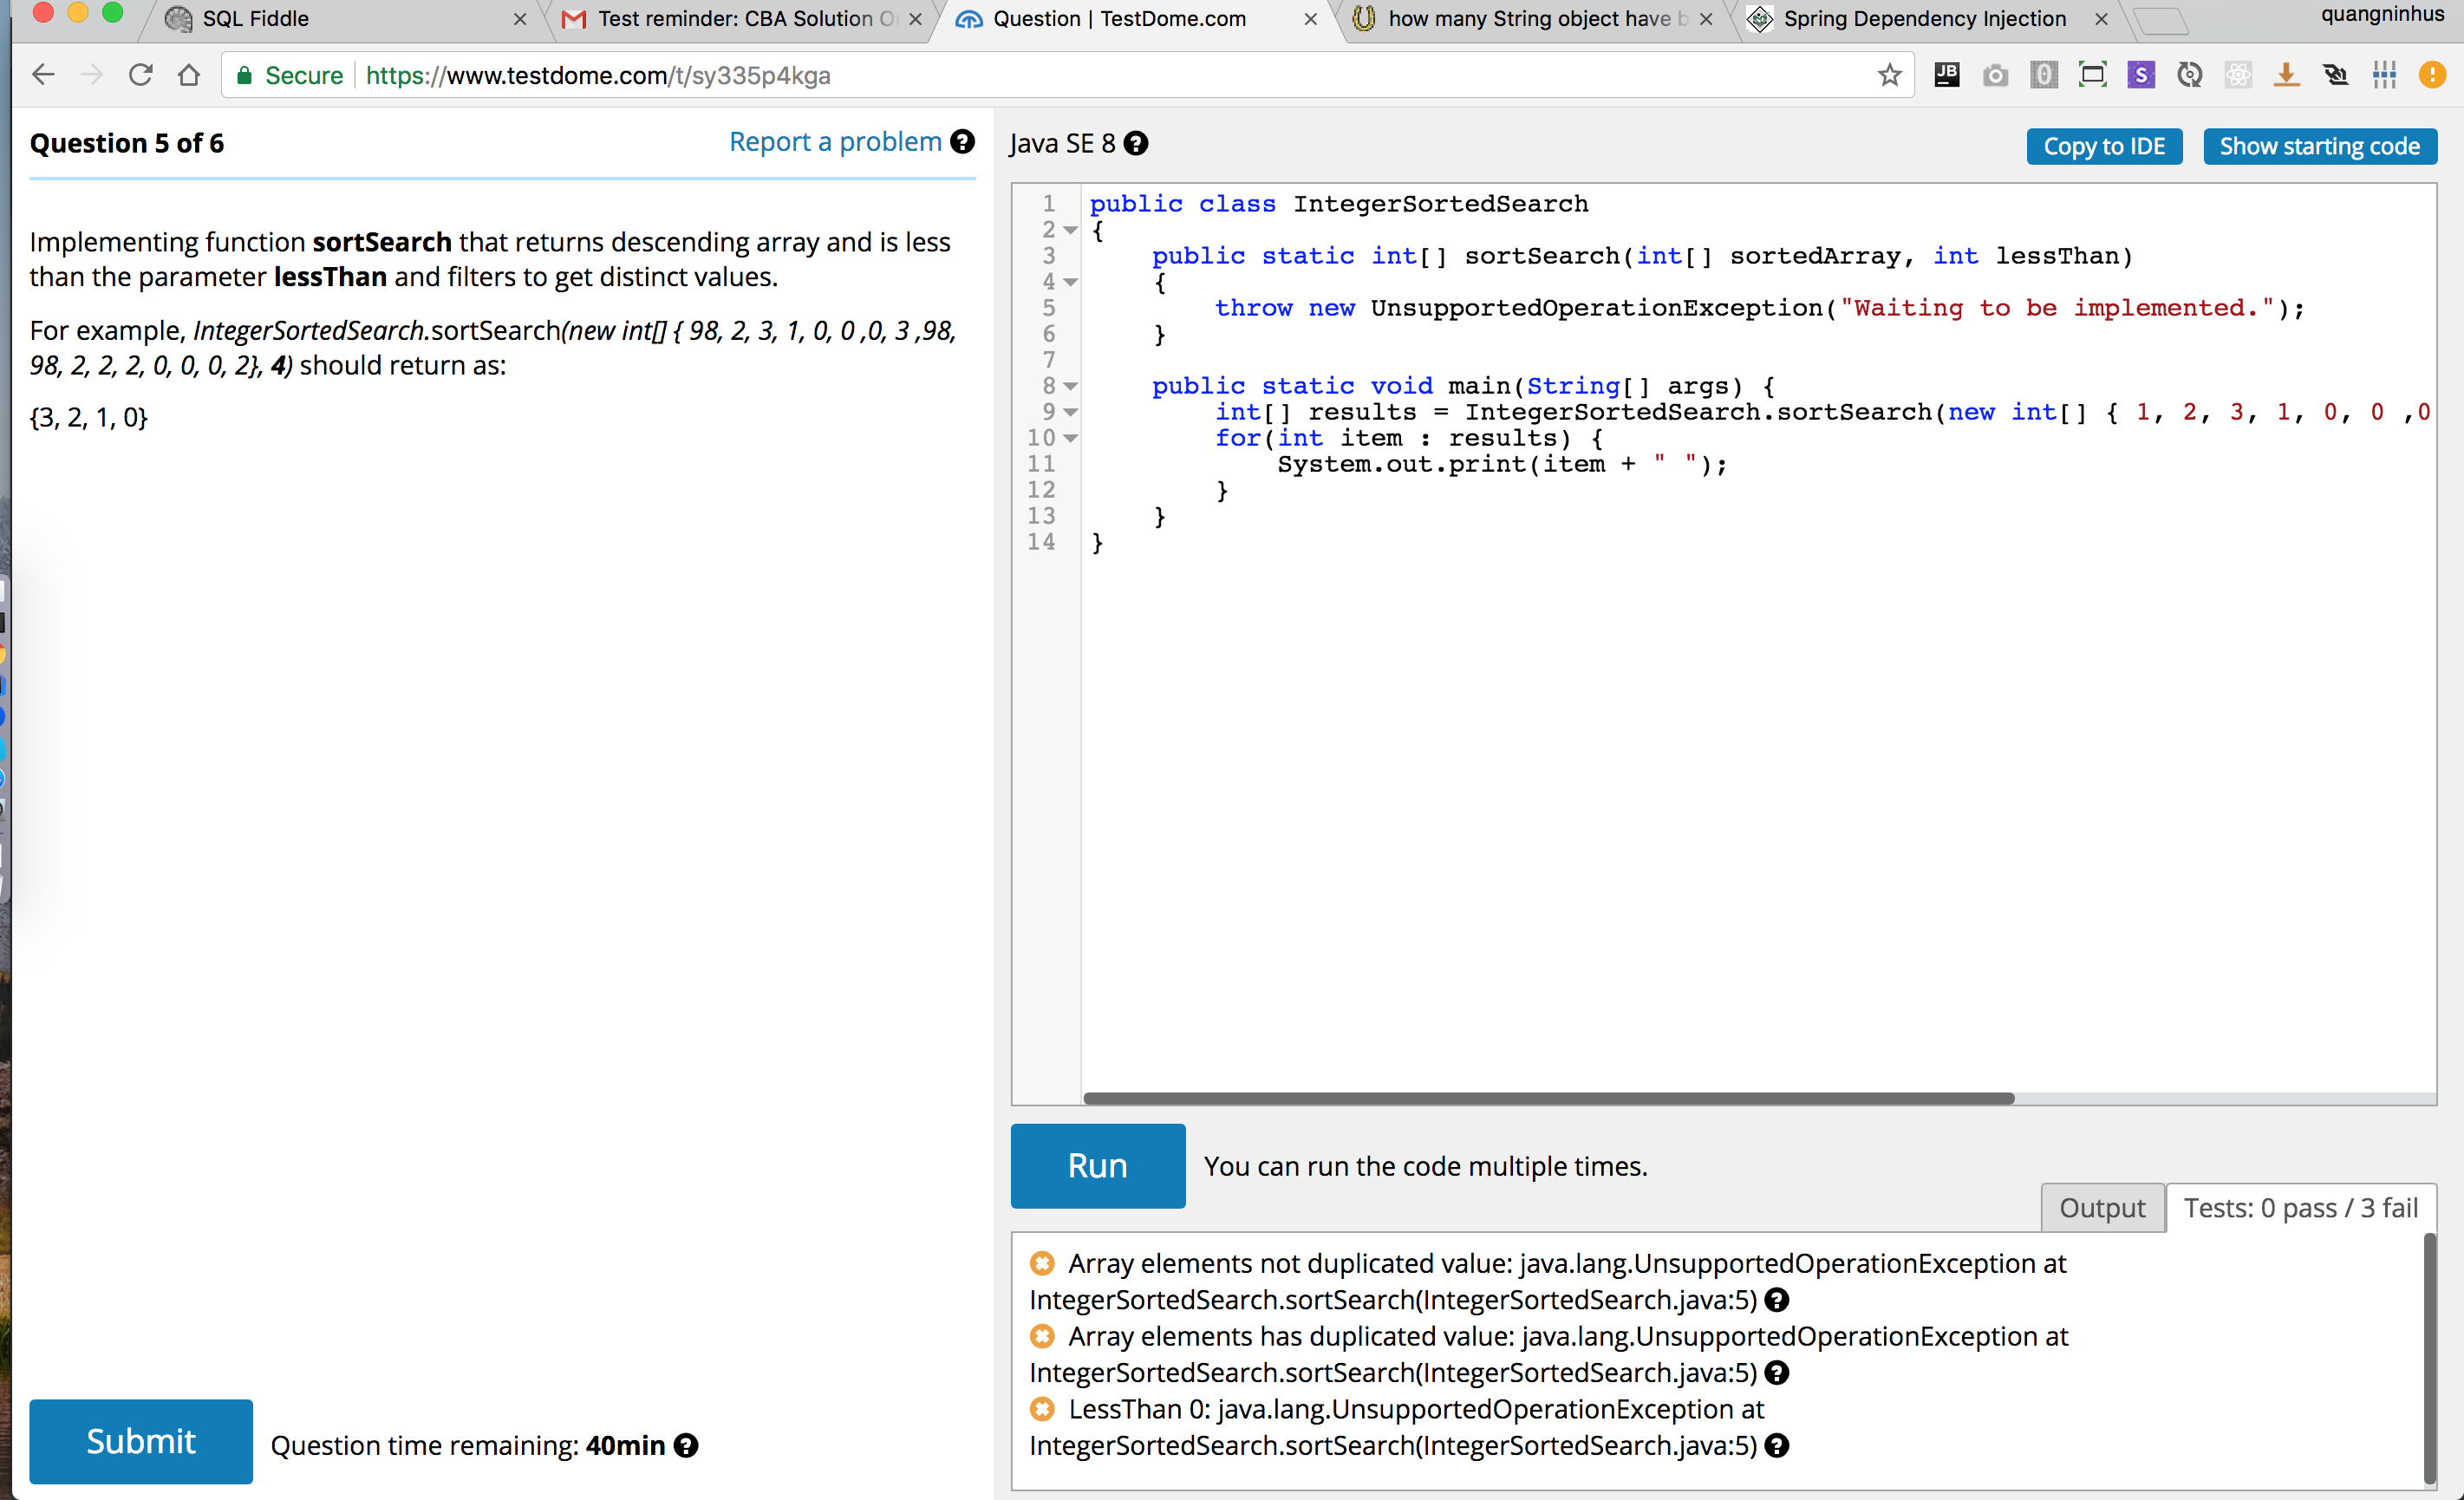 SQL Fiddle
Test reminder: CBA Solution
Question | TestDome.com
how many String object have
Spring Dependency Injection
quangninhus
Secure https://www.testdome.com/t/sy335p4kga
Question 5 of 6
Report a problem
Implementing function sortSearch that returns descending array and is less
than the parameter lessThan and filters to get distinct values.
For example, IntegerSortedSearch.sortSearch(new int[] { 98, 2, 3, 1, 0, 0 ,0, 3 ,98,
98, 2, 2, 2, 0, 0, 0, 2}, 4) should return as:
{3, 2, 1, 0}
Submit
Question time remaining: 40min
Java SE 8
Copy to IDE
Show starting code
1 public class IntegerSortedSearch
2 {
3 public static int[] sortSearch(int[] sortedArray, int lessThan)
4 {
5 throw new UnsupportedOperationException("Waiting to be implemented.");
6 }
7
8 public static void main(String[] args) {
9 int[] results = IntegerSortedSearch.sortSearch(new int[] { 1, 2, 3, 1, 0, 0 ,0
10 for(int item : results) {
11 System.out.print(item + " ");
12 }
13 }
14 }
Run
You can run the code multiple times.
Output
Tests: 0 pass / 3 fail
Array elements not duplicated value: java.lang.UnsupportedOperationException at
IntegerSortedSearch.sortSearch(IntegerSortedSearch.java:5)
Array elements has duplicated value: java.lang.UnsupportedOperationException at
IntegerSortedSearch.sortSearch(IntegerSortedSearch.java:5)
LessThan 0: java.lang.UnsupportedOperationException at
IntegerSortedSearch.sortSearch(IntegerSortedSearch.java:5)